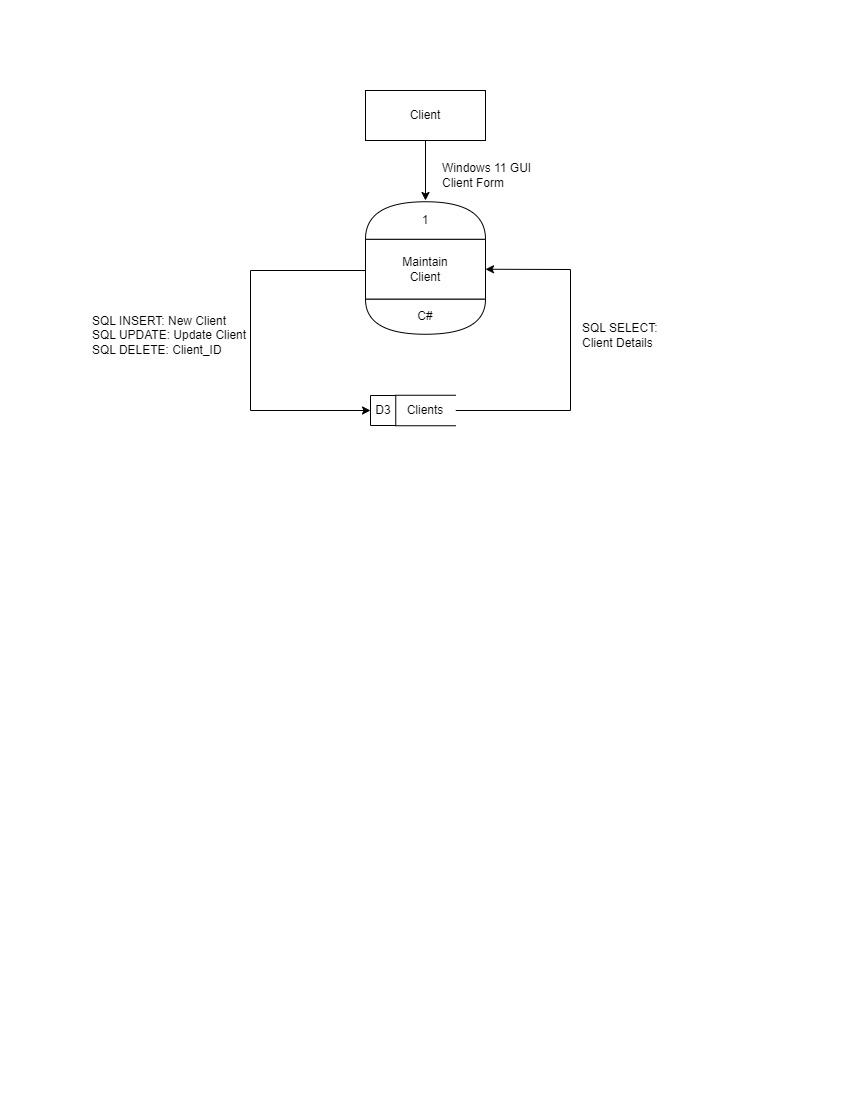 Client
Windows 11 GUI
Client Form
1
Maintain
Client
C#
SQL INSERT: New Client
SQL UPDATE: Update Client
SQL DELETE: Client_ID
SQL SELECT:
Client Details
D3 Clients